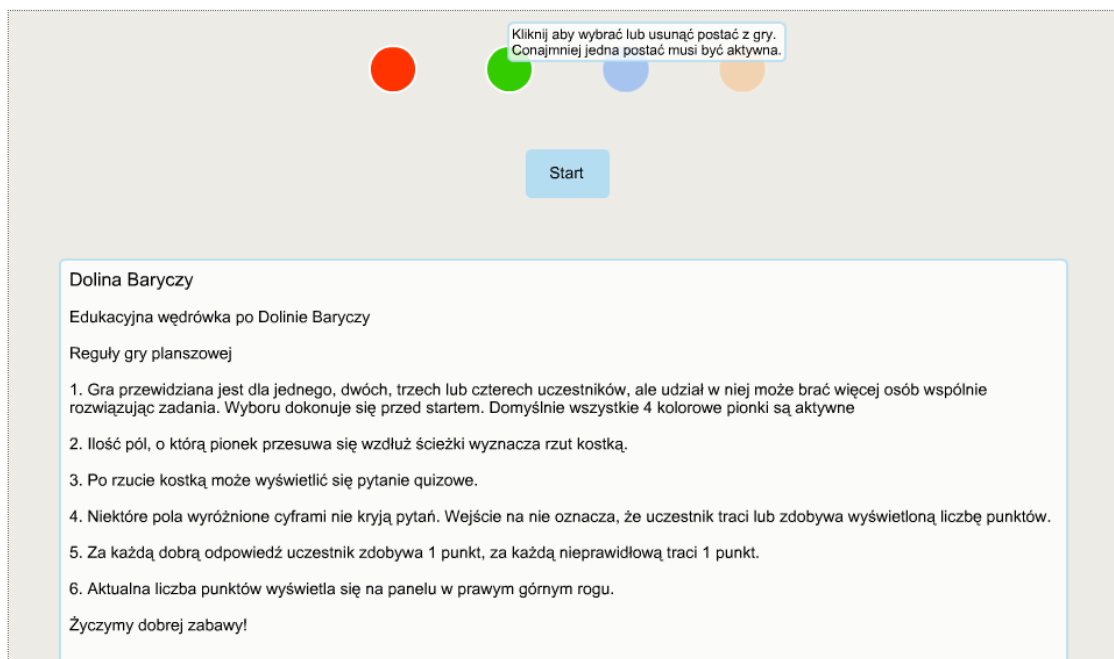 Kliknij aby wybrać lub usunąć postać z gry.
Conajmniej jedna postać musi być aktywna.
Start
Dolina Baryczy
Edukacyjna wędrówka po Dolinie Baryczy
Reguły gry planszowej
1. Gra przewidziana jest dla jednego, dwóch, trzech lub czterech uczestników, ale udział w niej może brać więcej osób wspólnie
rozwiązując zadania. Wyboru dokonuje się przed startem. Domyślnie wszystkie 4 kolorowe pionki są aktywne
2. Ilość pól, o którą pionek przesuwa się wzdłuż ścieżki wyznacza rzut kostką.
3. Po rzucie kostką może wyświetlić się pytanie quizowe.
4. Niektóre pola wyróżnione cyframi nie kryją pytań. Wejście na nie oznacza, że uczestnik traci lub zdobywa wyświetloną liczbę punktów.
5. Za każdą dobrą odpowiedź uczestnik zdobywa 1 punkt, za każdą nieprawidłową traci 1 punkt.
6. Aktualna liczba punktów wyświetla się na panelu w prawym górnym rogu.
Życzymy dobrej zabawy!